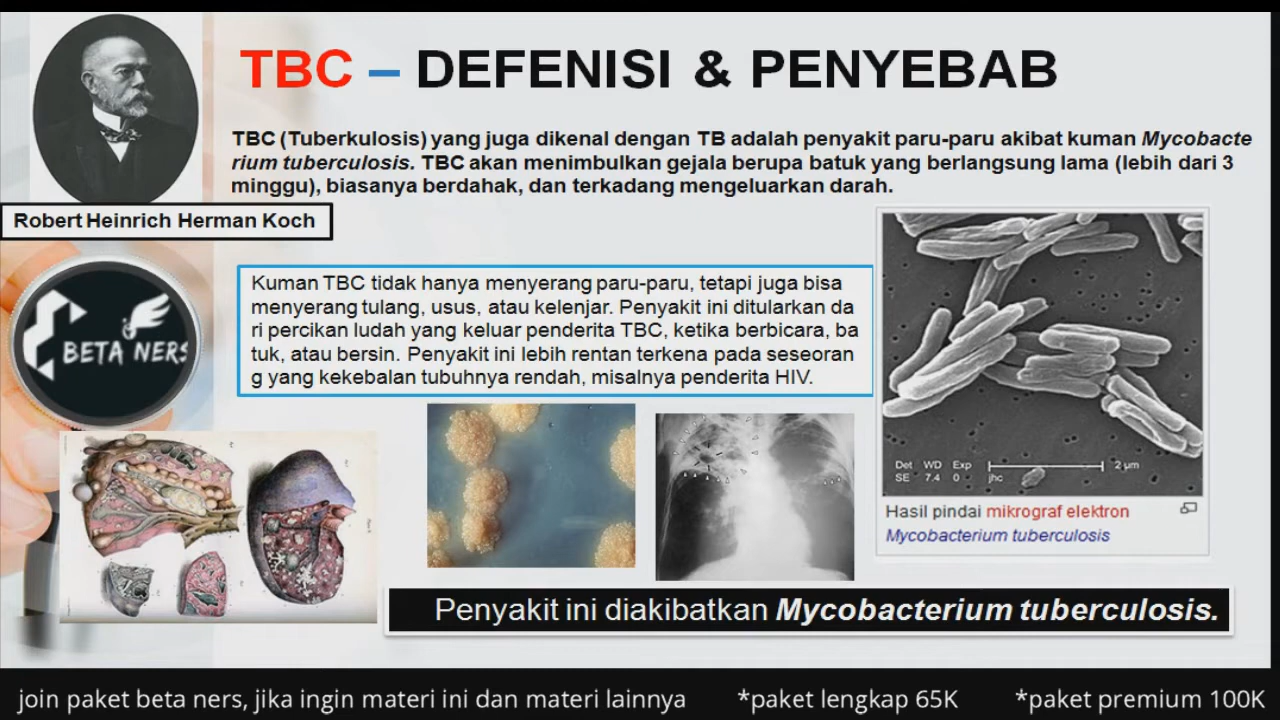 TBC – DEFENISI & PENYEBAB
TBC (Tuberkulosis) yang juga dikenal dengan TB adalah penyakit paru-paru akibat kuman Mycobacte
rium tuberculosis. TBC akan menimbulkan gejala berupa batuk yang berlangsung lama (lebih dari 3
minggu), biasanya berdahak, dan terkadang mengeluarkan darah.
Robert Heinrich Herman Koch
BETA NERS
Kuman TBC tidak hanya menyerang paru-paru, tetapi juga bisa
menyerang tulang, usus, atau kelenjar. Penyakit ini ditularkan da
ri percikan ludah yang keluar penderita TBC, ketika berbicara, ba
tuk, atau bersin. Penyakit ini lebih rentan terkena pada seseoran
g yang kekebalan tubuhnya rendah, misalnya penderita HIV.
Det WD Exp 2 µm
SE 7.4 0 jhc
Hasil pindai mikrograf elektron
Mycobacterium tuberculosis
Penyakit ini diakibatkan Mycobacterium tuberculosis.
join paket beta ners, jika ingin materi ini dan materi lainnya *paket lengkap 65K *paket premium 100K